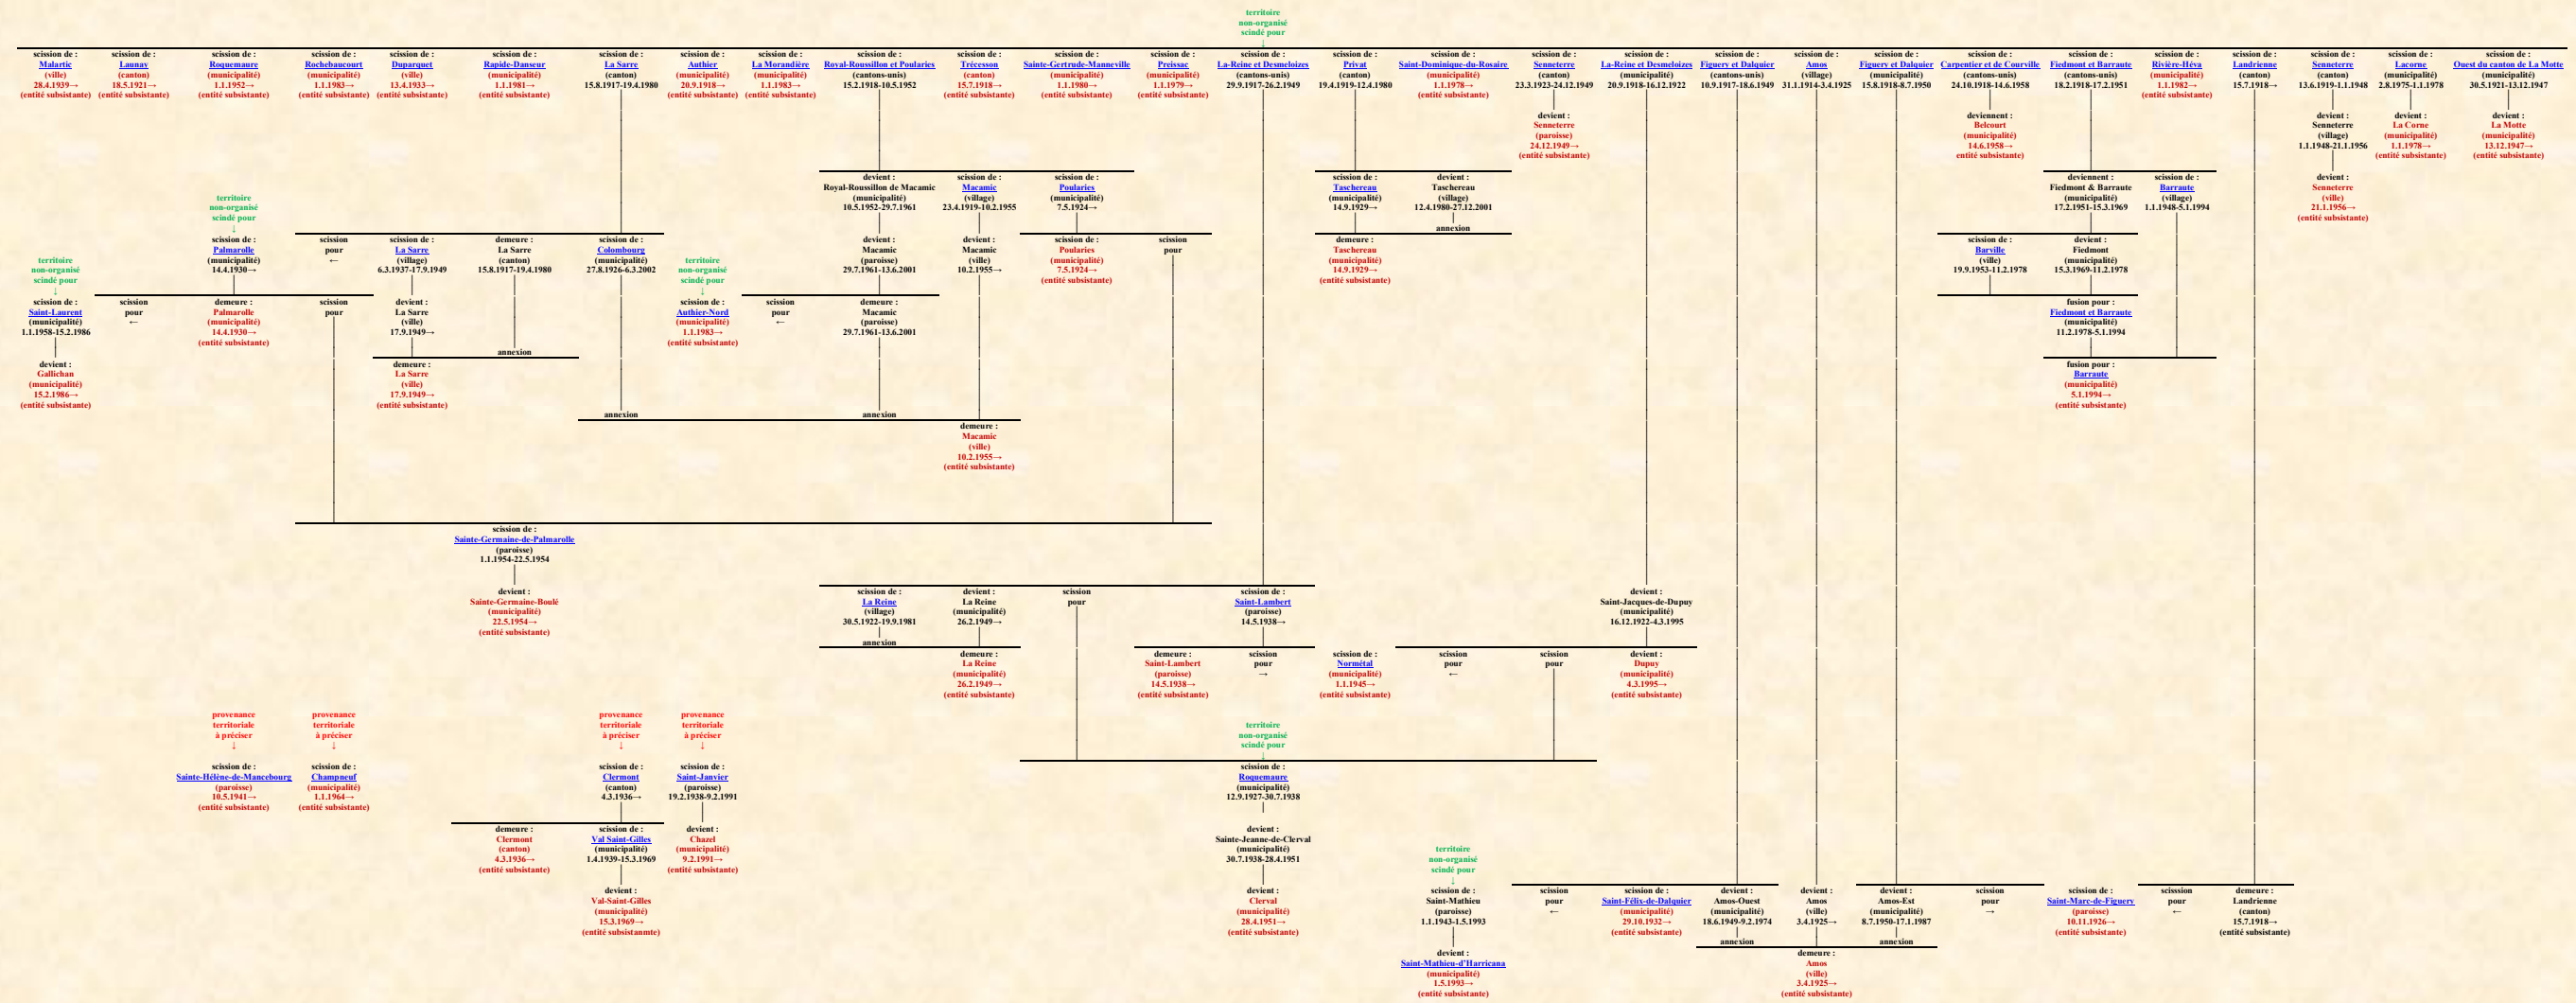 territoire
non-organisé
scindé pour
↓
scission de :
Malartic
(ville)
28.4.1939→
(entité subsistante)
scission de :
Launay
(canton)
18.5.1921→
(entité subsistante)
scission de :
Roquemaure
(municipalité)
1.1.1952→
(entité subsistante)
scission de :
Rochebaucourt
(municipalité)
1.1.1983→
(entité subsistante)
scission de :
Duparquet
(ville)
13.4.1933→
(entité subsistante)
scission de :
Rapide-Danseur
(municipalité)
1.1.1981→
(entité subsistante)
scission de :
La Sarre
(canton)
15.8.1917-19.4.1980
scission de :
Authier
(municipalité)
20.9.1918→
(entité subsistante)
scission de :
La Morandière
(municipalité)
1.1.1983→
(entité subsistante)
scission de :
Royal-Roussillon et Poularies
(cantons-unis)
15.2.1918-10.5.1952
scission de :
Trécesson
(canton)
15.7.1918→
(entité subsistante)
scission de :
Sainte-Gertrude-Manneville
(municipalité)
1.1.1980→
(entité subsistante)
scission de :
Preissac
(municipalité)
1.1.1979→
(entité subsistante)
scission de :
La-Reine et Desmeloizes
(cantons-unis)
29.9.1917-26.2.1949
scission de :
Privat
(canton)
19.4.1919-12.4.1980
scission de :
Saint-Dominique-du-Rosaire
(municipalité)
1.1.1978→
(entité subsistante)
scission de :
Senneterre
(canton)
23.3.1923-24.12.1949
scission de :
La-Reine et Desmeloizes
(cantons-unis)
20.9.1918-16.12.1922
scission de :
Figuery et Dalquier
(cantons-unis)
10.9.1917-18.6.1949
scission de :
Amos
(village)
31.1.1914-3.4.1925
scission de :
Figuery et Dalquier
(municipalité)
15.8.1918-8.7.1950
scission de :
Carpentier et de Courville
(cantons-unis)
24.10.1918-14.6.1958
scission de :
Fiedmont et Barraute
(cantons-unis)
18.2.1918-17.2.1951
scission de :
Rivière-Héva
(municipalité)
1.1.1982→
(entité subsistante)
scission de :
Landrienne
(canton)
15.7.1918→
scission de :
Senneterre
(canton)
13.6.1919-1.1.1948
scission de :
Lacorne
(municipalité)
2.8.1975-1.1.1978
scission de :
Ouest du canton de La Motte
(municipalité)
30.5.1921-13.12.1947
devient :
Senneterre
(paroisse)
24.12.1949→
(entité subsistante)
deviennent :
Belcourt
(municipalité)
14.6.1958→
entité subsistante)
devient :
Senneterre
(village)
1.1.1948-21.1.1956
devient :
La Corne
(municipalité)
1.1.1978→
(entité subsistante)
devient :
La Motte
(municipalité)
13.12.1947→
(entité subsistante)
devient :
Royal-Roussillon de Macamic
(municipalité)
10.5.1952-29.7.1961
scission de :
Macamic
(village)
23.4.1919-10.2.1955
scission de :
Poularies
(municipalité)
7.5.1924→
scission de :
Taschereau
(municipalité)
14.9.1929→
devient :
Taschereau
(village)
12.4.1980-27.12.2001
annexion
deviennent :
Fiedmont & Barraute
(municipalité)
17.2.1951-15.3.1969
scission de :
Barraute
(village)
1.1.1948-5.1.1994
devient :
Senneterre
(ville)
21.1.1956→
(entité subsistante)
territoire
non-organisé
scindé pour
↓
scission de :
Palmarolle
(municipalité)
14.4.1930→
scission
pour
←
scission de :
La Sarre
(village)
6.3.1937-17.9.1949
demeure :
La Sarre
(canton)
15.8.1917-19.4.1980
scission de :
Colombourg
(municipalité)
27.8.1926-6.3.2002
devient :
Macamic
(paroisse)
29.7.1961-13.6.2001
devient :
Macamic
(ville)
10.2.1955→
scission de :
Poularies
(municipalité)
7.5.1924→
(entité subsistante)
scission
pour
demeure :
Taschereau
(municipalité)
14.9.1929→
(entité subsistante)
scission de :
Barville
(ville)
19.9.1953-11.2.1978
devient :
Fiedmont
(municipalité)
15.3.1969-11.2.1978
territoire
non-organisé
scindé pour
↓
scission de :
Saint-Laurent
(municipalité)
1.1.1958-15.2.1986
scission
pour
←
demeure :
Palmarolle
(municipalité)
14.4.1930→
(entité subsistante)
scission
pour
devient :
La Sarre
(ville)
17.9.1949→
annexion
territoire
non-organisé
scindé pour
↓
scission de :
Authier-Nord
(municipalité)
1.1.1983→
(entité subsistante)
scission
pour
←
demeure :
Macamic
(paroisse)
29.7.1961-13.6.2001
fusion pour :
Fiedmont et Barraute
(municipalité)
11.2.1978-5.1.1994
devient :
Gallichan
(municipalité)
15.2.1986→
(entité subsistante)
demeure :
La Sarre
(ville)
17.9.1949→
(entité subsistante)
annexion
annexion
fusion pour :
Barraute
(municipalité)
5.1.1994→
(entité subsistante)
demeure :
Macamic
(ville)
10.2.1955→
(entité subsistante)
scission de :
Sainte-Germaine-de-Palmarolle
(paroisse)
1.1.1954-22.5.1954
devient :
Sainte-Germaine-Boulé
(municipalité)
22.5.1954→
(entité subsistante)
scission de :
La Reine
(village)
30.5.1922-19.9.1981
annexion
devient :
La Reine
(municipalité)
26.2.1949→
scission
pour
scission de :
Saint-Lambert
(paroisse)
14.5.1938→
devient :
Saint-Jacques-de-Dupuy
(municipalité)
16.12.1922-4.3.1995
demeure :
La Reine
(municipalité)
26.2.1949→
(entité subsistante)
demeure :
Saint-Lambert
(paroisse)
14.5.1938→
(entité subsistante)
scission
pour
→
scission de :
Normétal
(municipalité)
1.1.1945→
(entité subsistante)
scission
pour
←
scission
pour
devient :
Dupuy
(municipalité)
4.3.1995→
(entité subsistante)
provenance
territoriale
à préciser
↓
scission de :
Sainte-Hélène-de-Mancebourg
(paroisse)
10.5.1941→
(entité subsistante)
provenance
territoriale
à préciser
↓
scission de :
Champneuf
(municipalité)
1.1.1964→
(entité subsistante)
provenance
territoriale
à préciser
↓
scission de :
Clermont
(canton)
4.3.1936→
provenance
territoriale
à préciser
↓
scission de :
Saint-Janvier
(paroisse)
19.2.1938-9.2.1991
territoire
non-organisé
scindé pour
scission de :
Roquemaure
(municipalité)
12.9.1927-30.7.1938
demeure :
Clermont
(canton)
4.3.1936→
(entité subsistante)
scission de :
Val Saint-Gilles
(municipalité)
1.4.1939-15.3.1969
devient :
Chazel
(municipalité)
9.2.1991→
(entité subsistante)
devient :
Sainte-Jeanne-de-Clerval
(municipalité)
30.7.1938-28.4.1951
devient :
Val-Saint-Gilles
(municipalité)
15.3.1969→
(entité subsistanmte)
devient :
Clerval
(municipalité)
28.4.1951→
(entité subsistante)
territoire
non-organisé
scindé pour
↓
scission de :
Saint-Mathieu
(paroisse)
1.1.1943-1.5.1993
scission
pour
←
scission de :
Saint-Félix-de-Dalquier
(municipalité)
29.10.1932→
(entité subsistante)
devient :
Amos-Ouest
(municipalité)
18.6.1949-9.2.1974
annexion
devient :
Amos
(ville)
3.4.1925→
devient :
Amos-Est
(municipalité)
8.7.1950-17.1.1987
annexion
scission
pour
→
scission de :
Saint-Marc-de-Figuery
(paroisse)
10.11.1926→
(entité subsistante)
scisssion
pour
←
demeure :
Landrienne
(canton)
15.7.1918→
(entité subsistante)
devient :
Saint-Mathieu-d'Harricana
(municipalité)
1.5.1993→
(entité subsistante)
demeure :
Amos
(ville)
3.4.1925→
(entité subsistante)